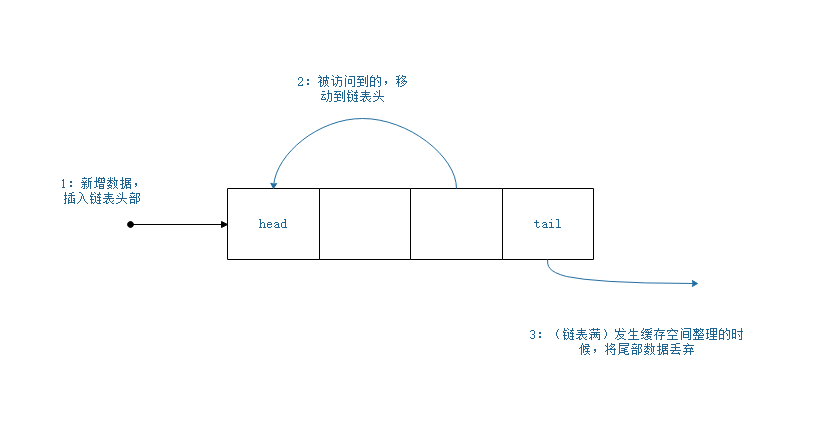 2：被访问到的，移
动到链表头
1：新增数据，
插入链表头部
head
tail
3：（链表满）发生缓存空间整理的时
候，将尾部数据丢弃